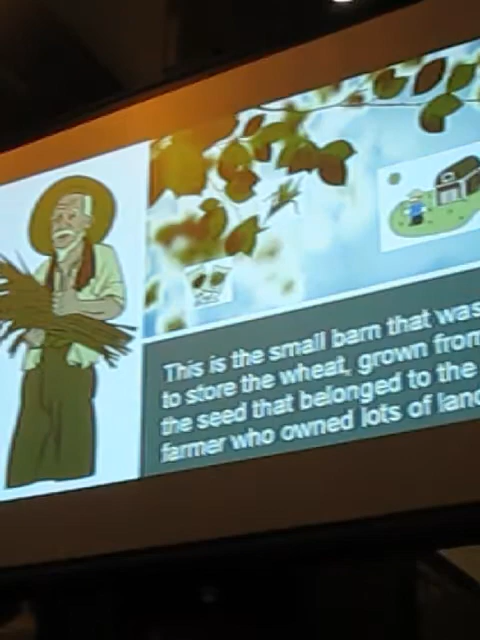 This is the small barn that was
to store the wheat, grown from
the seed that belonged to the
farmer who owned lots of land